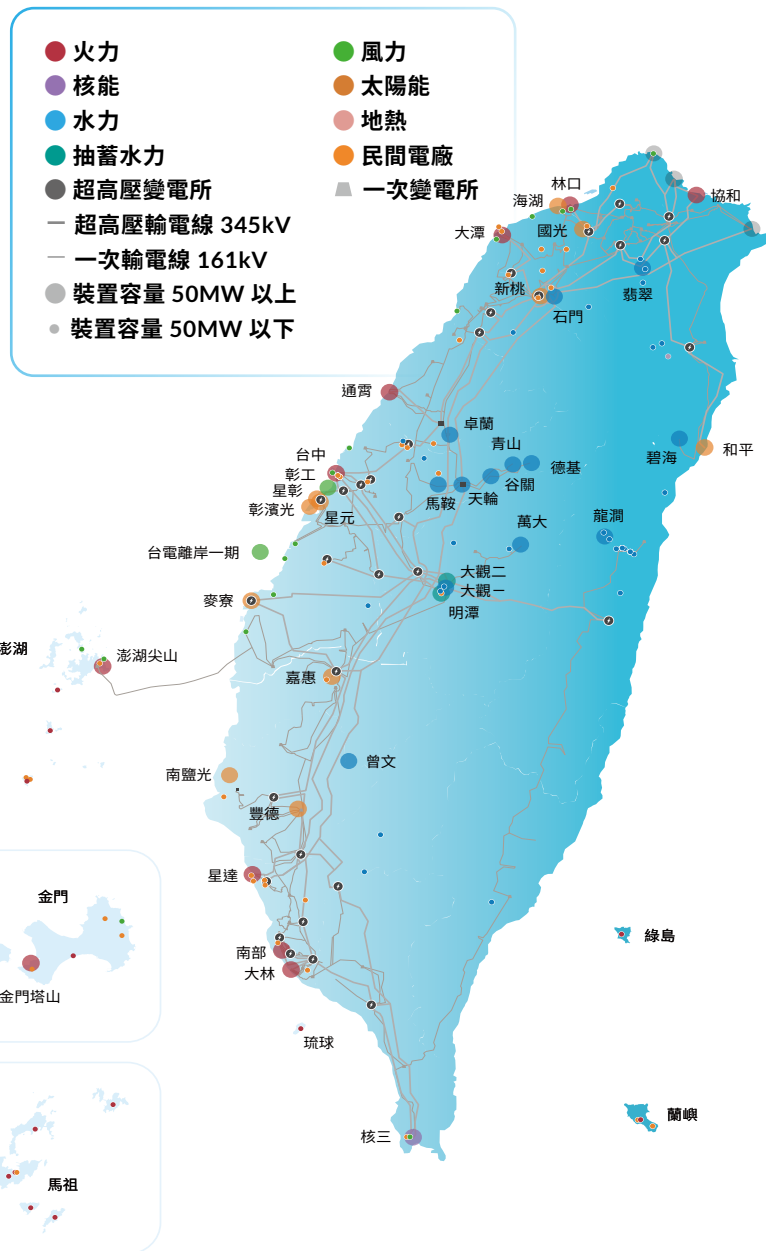 火力
風力
核能
太陽能
水力
地熱
抽蓄水力
民間電廠
超高壓變電所
一次變電所
超高壓輸電線 345kV
一次輸電線 161kV
裝置容量 50MW 以上
裝置容量 50MW 以下
林口
海湖
協和
大潭
國光
新桃
翡翠
石門
通霄
卓蘭
青山
碧海
和平
台中
德基
彰工
谷關
星彰
馬鞍
天輪
彰濱光
星元
萬大
龍澗
台電離岸一期
大觀二
大觀一
麥寮
明潭
澎湖
澎湖尖山
嘉惠
曾文
南鹽光
豐德
星達
金門
綠島
南部
大林
金門塔山
琉球
蘭嶼
核三
馬祖